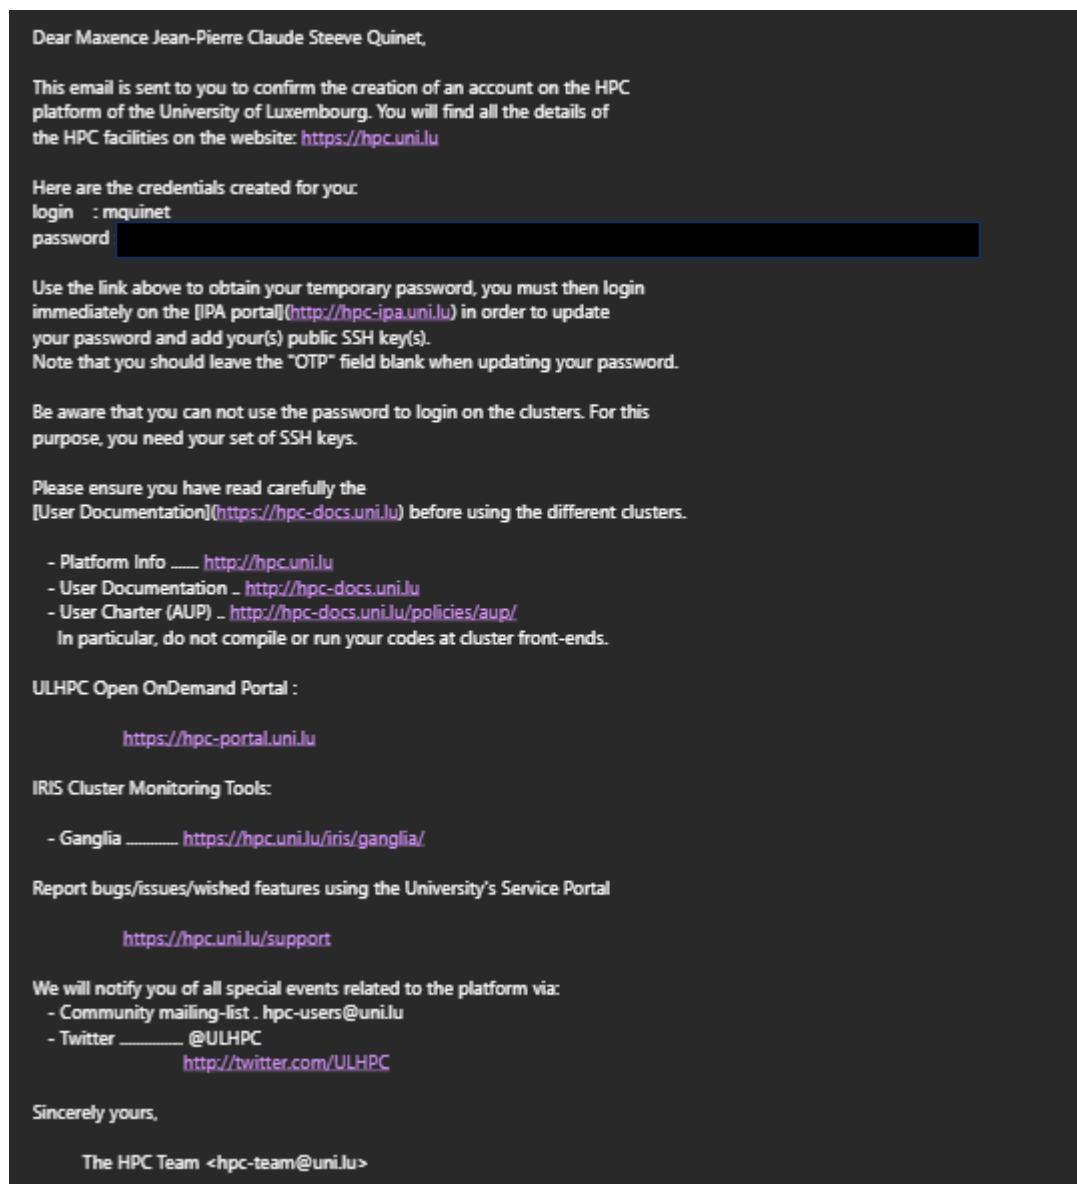 Dear Maxence Jean-Pierre Claude Steeve Quinet,
This email is sent to you to confirm the creation of an account on the HPC
platform of the University of Luxembourg. You will find all the details of
the HPC facilities on the website: https://hpc.uni.lu
Here are the credentials created for you:
login : mquinet
password
Use the link above to obtain your temporary password, you must then login
immediately on the [IPA portal](http://hpc-ipa.uni.lu) in order to update
your password and add your(s) public SSH key(s).
Note that you should leave the "OTP" field blank when updating your password.
Be aware that you can not use the password to login on the clusters. For this
purpose, you need your set of SSH keys.
Please ensure you have read carefully the
[User Documentation](https://hpc-docs.uni.lu) before using the different clusters.
- Platform Info ....... http://hpc.uni.lu
- User Documentation .. http://hpc-docs.uni.lu
- User Charter (AUP) .. http://hpc-docs.uni.lu/policies/aup/
In particular, do not compile or run your codes at cluster front-ends.
ULHPC Open OnDemand Portal :
https://hpc-portal.uni.lu
IRIS Cluster Monitoring Tools:
- Ganglia ............. https://hpc.uni.lu/iris/ganglia/
Report bugs/issues/wished features using the University's Service Portal
https://hpc.uni.lu/support
We will notify you of all special events related to the platform via:
- Community mailing-list . hpc-users@uni.lu
- Twitter ................ @ULHPC
http://twitter.com/ULHPC
Sincerely yours,
The HPC Team <hpc-team@uni.lu>